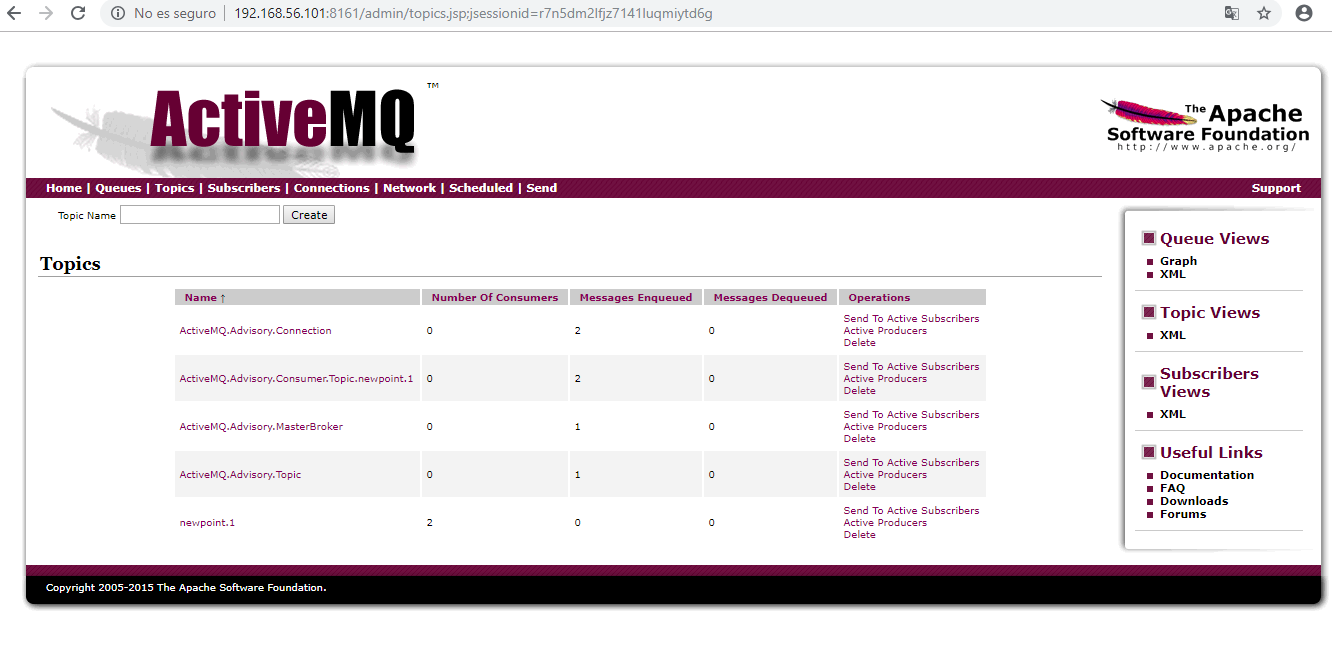 No es seguro | 192.168.56.101:8161/admin/topics.jsp;jsessionid=r7n5dm2lfjz7141luqmiytd6g
ActiveMQ™
The Apache
Software Foundation
http://www.apache.org/
Home | Queues | Topics | Subscribers | Connections | Network | Scheduled | Send
Support
Topic Name Create
Topics
Name ↑ Number Of Consumers Messages Enqueued Messages Dequeued Operations
ActiveMQ.Advisory.Connection 0 2 0 Send To Active Subscribers
Active Producers
Delete
ActiveMQ.Advisory.Consumer.Topic.newpoint.1 0 2 0 Send To Active Subscribers
Active Producers
Delete
ActiveMQ.Advisory.MasterBroker 0 1 0 Send To Active Subscribers
Active Producers
Delete
ActiveMQ.Advisory.Topic 0 1 0 Send To Active Subscribers
Active Producers
Delete
newpoint.1 2 0 0 Send To Active Subscribers
Active Producers
Delete
Queue Views
Graph
XML
Topic Views
XML
Subscribers
Views
XML
Useful Links
Documentation
FAQ
Downloads
Forums
Copyright 2005-2015 The Apache Software Foundation.